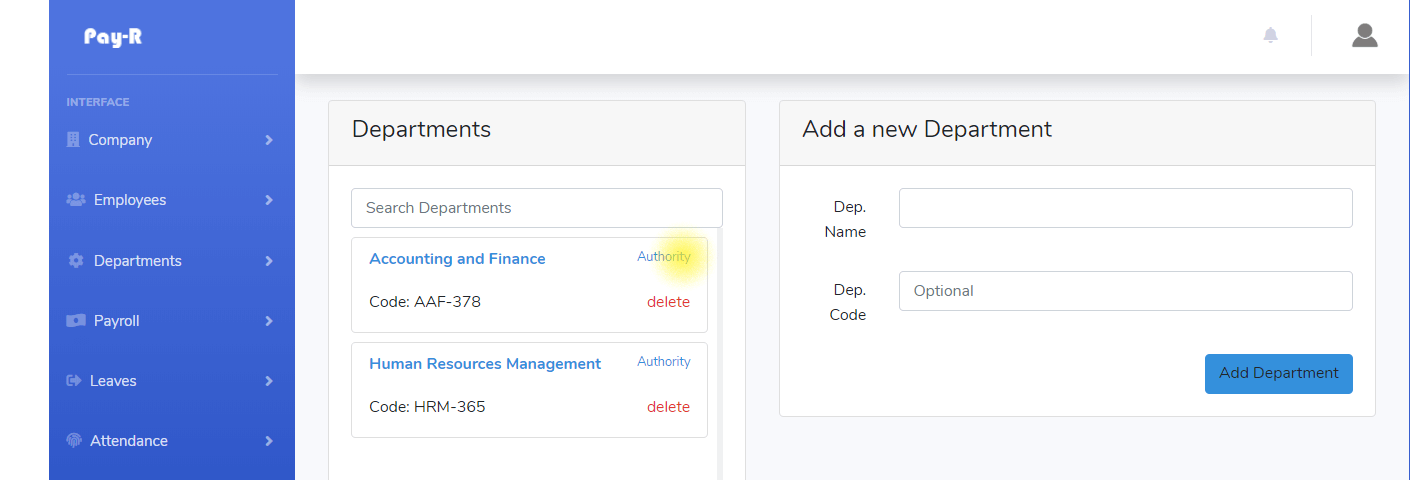 Pay-R
INTERFACE
Company
Employees
Departments
Payroll
Leaves
Attendance
Departments
Search Departments
Accounting and Finance Authority
Code: AAF-378 delete
Human Resources Management Authority
Code: HRM-365 delete
Add a new Department
Dep.
Name
Dep.
Code
Optional
Add Department